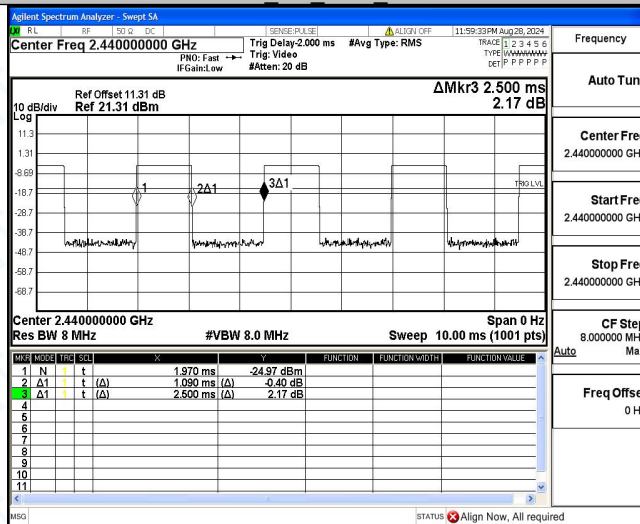 Agilent Spectrum Analyzer - Swept SA
LXI RL RF 50 Ω DC SENSE:PULSE ALIGN OFF 11:59:33PM Aug 28, 2024
Center Freq 2.440000000 GHz
PNO: Fast
IFGain:Low
Trig Delay-2.000 ms
Trig: Video
#Atten: 20 dB
#Avg Type: RMS
TRACE 1 2 3 4 5 6
TYPE WWWWWW
DET P P P P P P
ΔMkr3 2.500 ms
2.17 dB
Ref Offset 11.31 dB
Ref 21.31 dBm
10 dB/div
Log
11.3
1.31
-8.69
-18.7
-28.7
-38.7
-48.7
-58.7
-68.7
1
2Δ1
3Δ1
TRIG LVL
Center 2.440000000 GHz Span 0 Hz
Res BW 8 MHz #VBW 8.0 MHz Sweep 10.00 ms (1001 pts)
MKR MODE TRC SCL X Y FUNCTION FUNCTION WIDTH FUNCTION VALUE
1 N 1 t 1.970 ms -24.97 dBm
2 Δ1 1 t (Δ) 1.090 ms (Δ) -0.40 dB
3 Δ1 1 t (Δ) 2.500 ms (Δ) 2.17 dB
4
5
6
7
8
9
10
11
MSG STATUS Align Now, All required
Frequency
Auto Tun
Center Fre
2.440000000 GH
Start Fre
2.440000000 GH
Stop Fre
2.440000000 GH
CF Ste
8.000000 MH
Auto Ma
Freq Offse
0 H